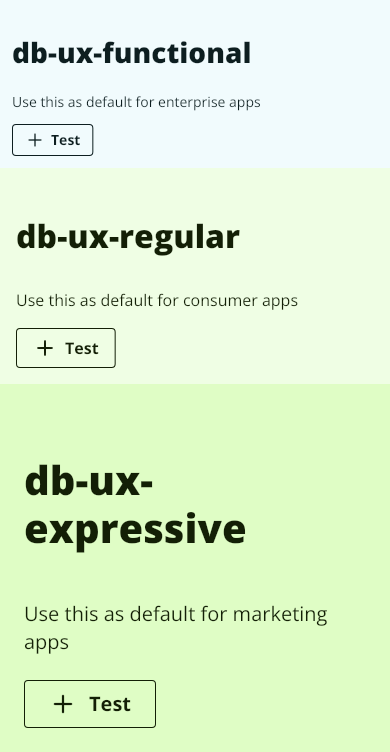 db-ux-functional
Use this as default for enterprise apps
Test
db-ux-regular
Use this as default for consumer apps
Test
db-ux-
expressive
Use this as default for marketing
apps
Test